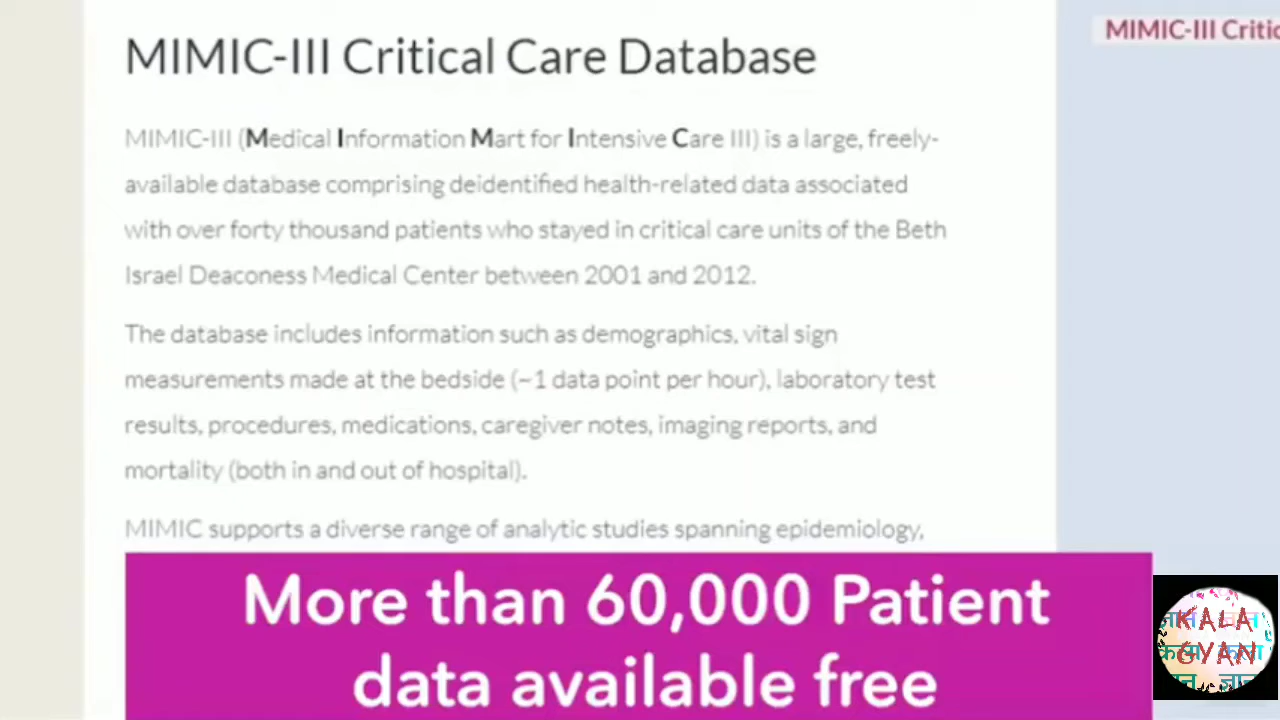 MIMIC-III Critical Care Database
MIMIC-III Critic
MIMIC-III (Medical Information Mart for Intensive Care III) is a large, freely-
available database comprising deidentified health-related data associated
with over forty thousand patients who stayed in critical care units of the Beth
Israel Deaconess Medical Center between 2001 and 2012.
The database includes information such as demographics, vital sign
measurements made at the bedside (~1 data point per hour), laboratory test
results, procedures, medications, caregiver notes, imaging reports, and
mortality (both in and out of hospital).
MIMIC supports a diverse range of analytic studies spanning epidemiology,
More than 60,000 Patient
data available free
KALA
GYAN